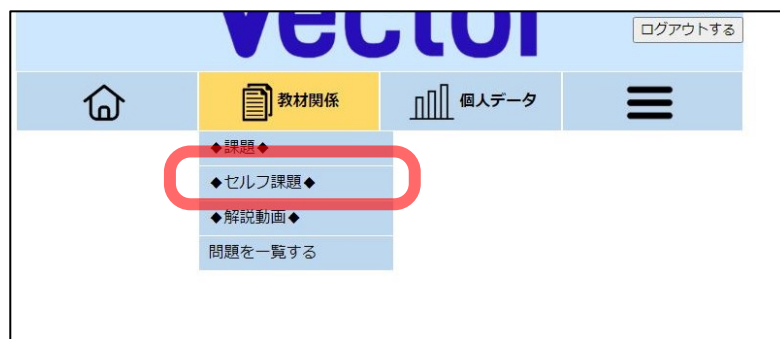 vector
ログアウトする
教材関係
個人データ
◆課題◆
◆セルフ課題◆
◆解説動画◆
問題を一覧する